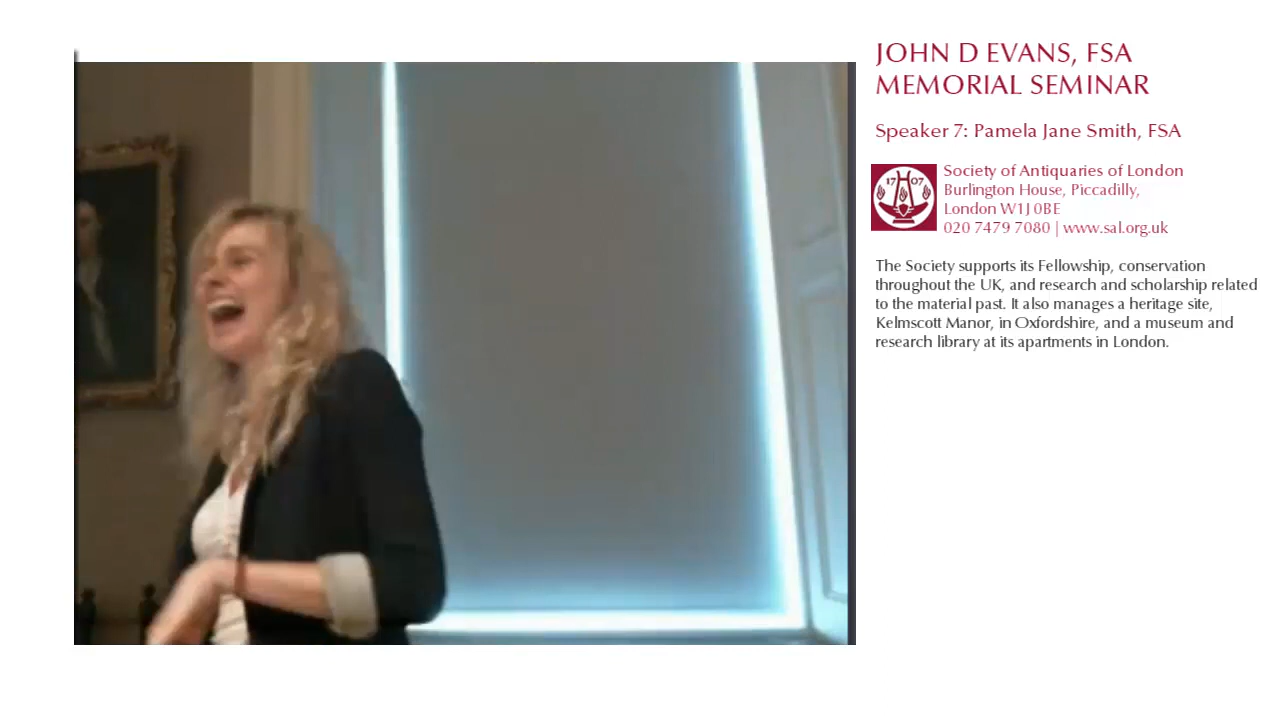 JOHN D EVANS, FSA
MEMORIAL SEMINAR
Speaker 7: Pamela Jane Smith, FSA
17 07
Society of Antiquaries of London
Burlington House, Piccadilly,
London W1J 0BE
020 7479 7080 | www.sal.org.uk
The Society supports its Fellowship, conservation
throughout the UK, and research and scholarship related
to the material past. It also manages a heritage site,
Kelmscott Manor, in Oxfordshire, and a museum and
research library at its apartments in London.